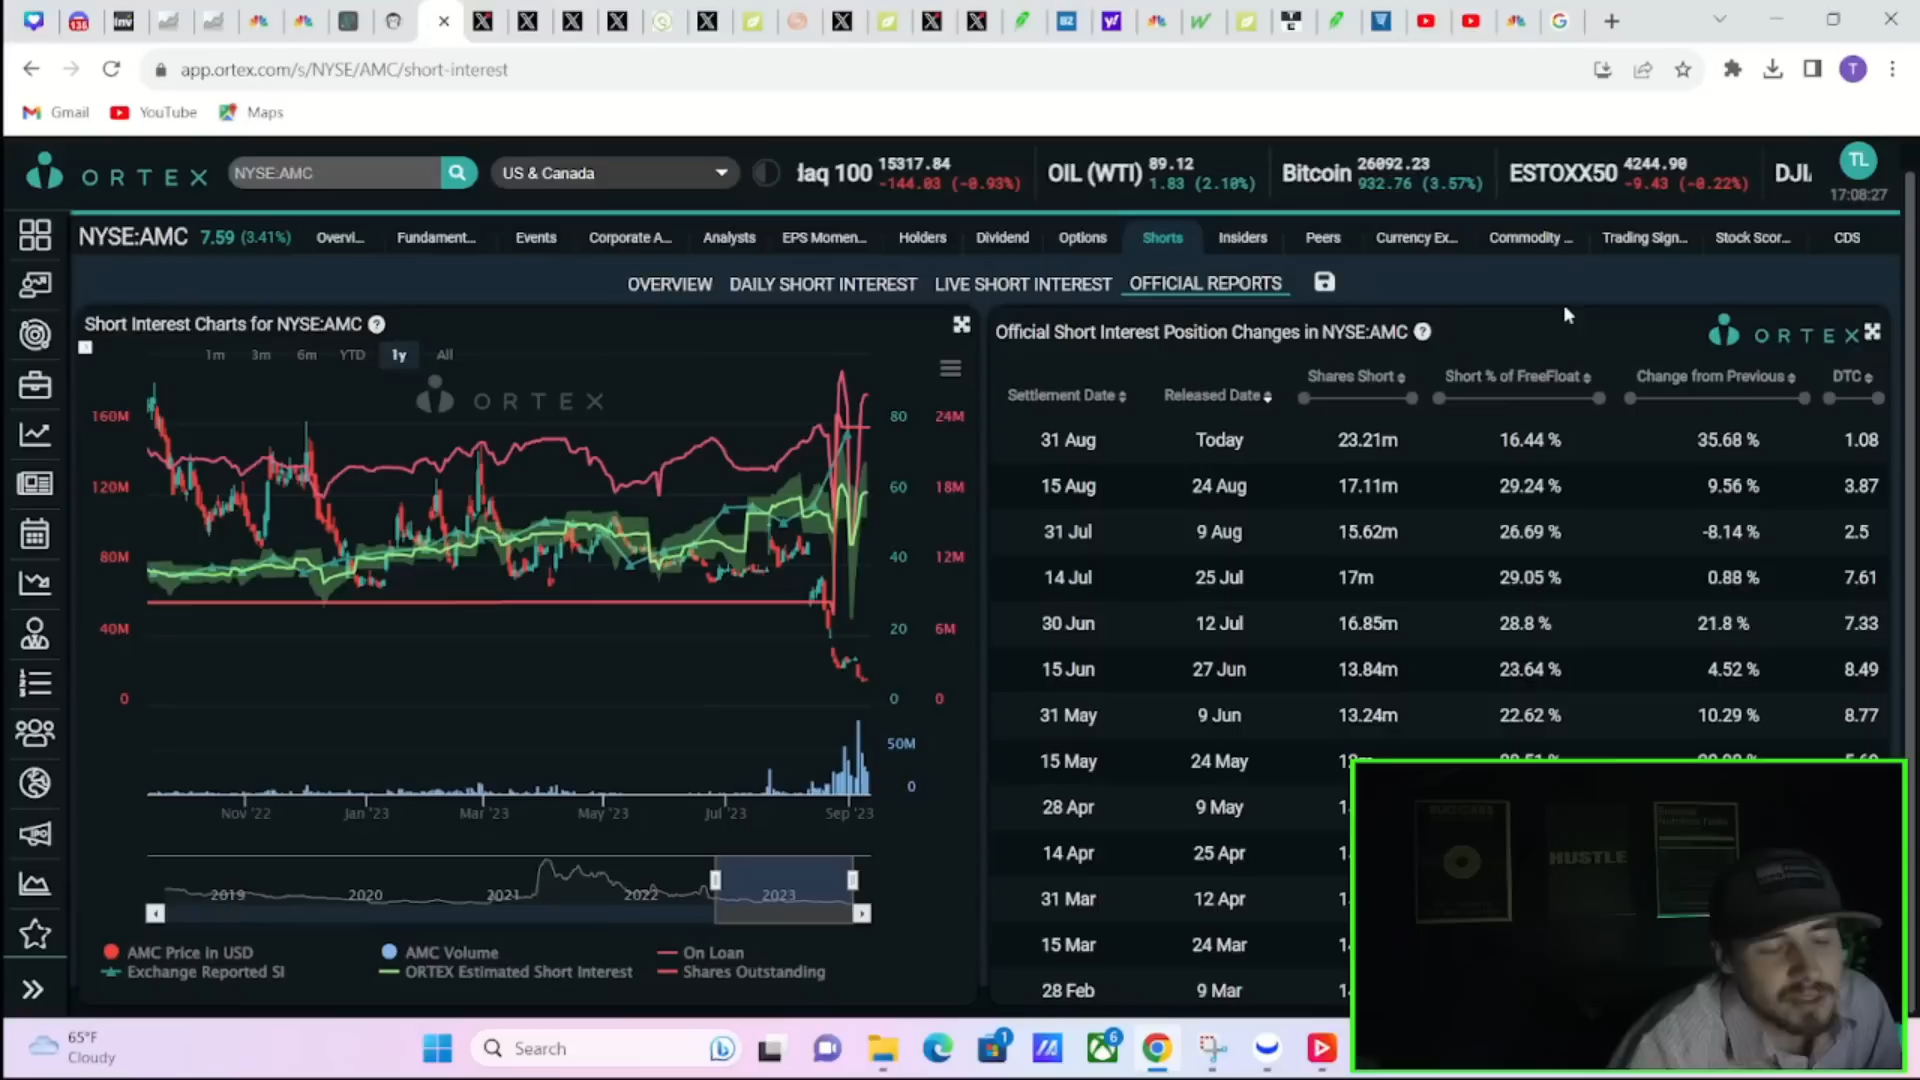 136
inv
BZ
y!
app.ortex.com/s/NYSE/AMC/short-interest
T
Gmail
YouTube
Maps
ORTEX
NYSE:AMC
US & Canada
laq 100
15317.84
-144.03 (-0.93%)
OIL (WTI)
89.12
1.83 (2.10%)
Bitcoin
26092.23
932.76 (3.57%)
ESTOXX50
4244.90
-9.43 (-0.22%)
TL
17:08:27
NYSE:AMC 7.59 (3.41%)
Overvi... Fundament... Events Corporate A... Analysts EPS Momen... Holders Dividend Options Shorts Insiders Peers Currency Ex... Commodity ... Trading Sign... Stock Scor... CDS
OVERVIEW DAILY SHORT INTEREST LIVE SHORT INTEREST OFFICIAL REPORTS
Short Interest Charts for NYSE:AMC ?
1m 3m 6m YTD 1y All
ORTEX
160M 80 24M
120M 60 18M
80M 40 12M
40M 20 6M
0 0 0
50M
0
Nov '22 Jan '23 Mar '23 May '23 Jul '23 Sep '23
2019 2020 2021 2022 2023
AMC Price in USD AMC Volume On Loan
Exchange Reported SI ORTEX Estimated Short Interest Shares Outstanding
Official Short Interest Position Changes in NYSE:AMC ?
ORTEX
Settlement Date Released Date Shares Short Short % of FreeFloat Change from Previous DTC
31 Aug Today 23.21m 16.44 % 35.68 % 1.08
15 Aug 24 Aug 17.11m 29.24 % 9.56 % 3.87
31 Jul 9 Aug 15.62m 26.69 % -8.14 % 2.5
14 Jul 25 Jul 17m 29.05 % 0.88 % 7.61
30 Jun 12 Jul 16.85m 28.8 % 21.8 % 7.33
15 Jun 27 Jun 13.84m 23.64 % 4.52 % 8.49
31 May 9 Jun 13.24m 22.62 % 10.29 % 8.77
15 May 24 May
28 Apr 9 May
14 Apr 25 Apr
31 Mar 12 Apr
15 Mar 24 Mar
28 Feb 9 Mar
HUSTLE
65°F
Cloudy
Search
1
6